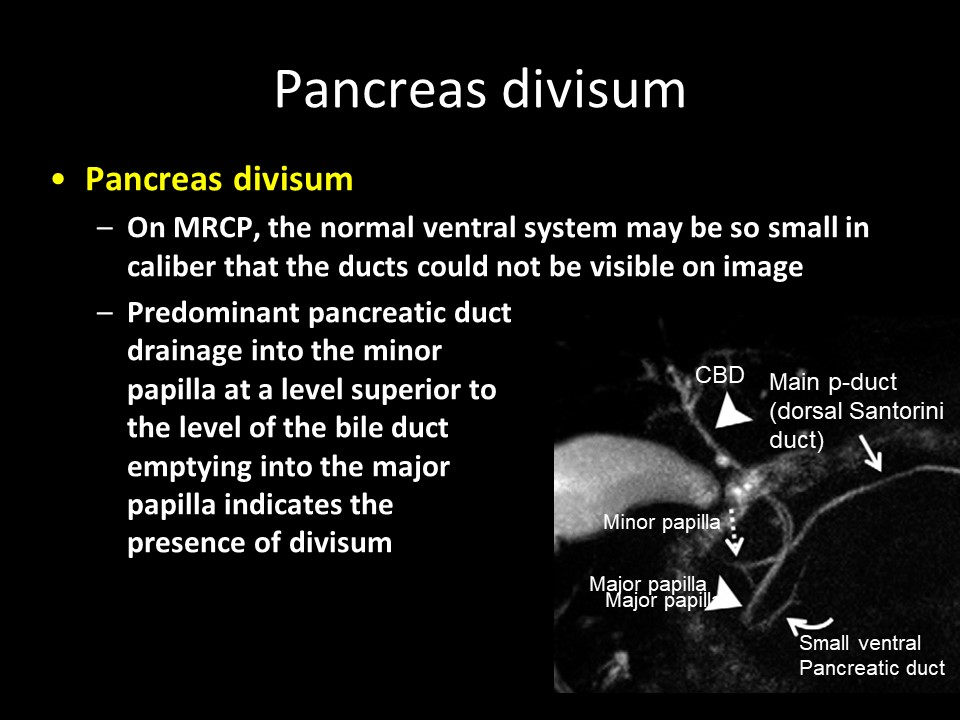 Pancreas divisum
• Pancreas divisum
– On MRCP, the normal ventral system may be so small in
caliber that the ducts could not be visible on image
– Predominant pancreatic duct
drainage into the minor
papilla at a level superior to
the level of the bile duct
emptying into the major
papilla indicates the
presence of divisum
CBD
Main p-duct
(dorsal Santorini
duct)
Minor papilla
Major papilla
Major papilla
Small ventral
Pancreatic duct